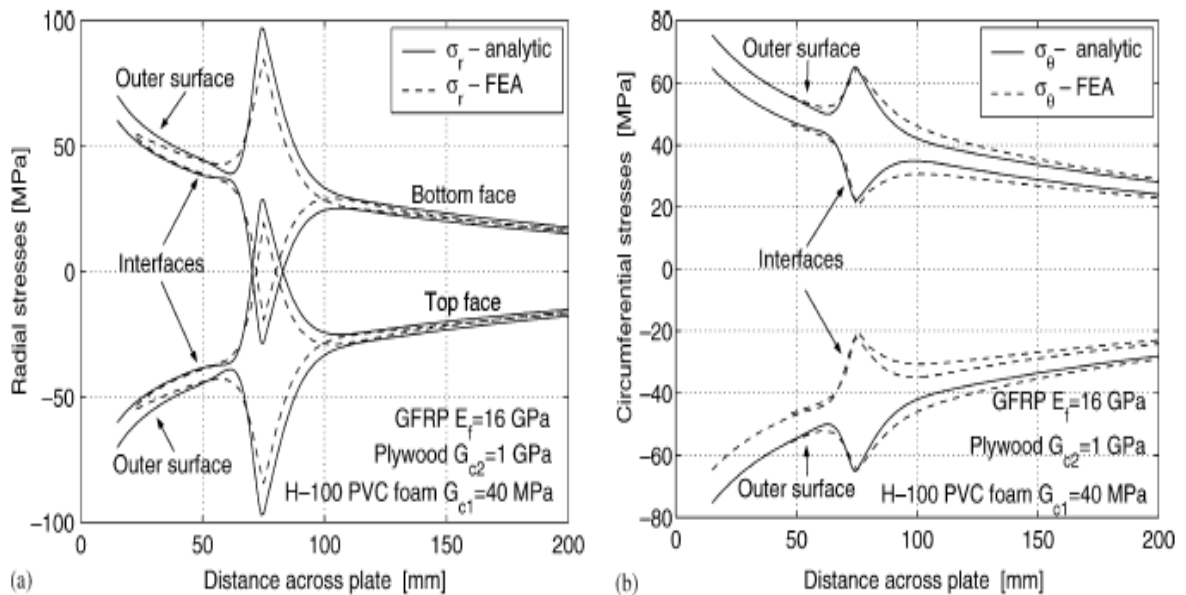 100
50
0
−50
−100
0
50
100
150
200
Radial stresses [MPa]
Distance across plate [mm]
σr – analytic
σr – FEA
Outer surface
Interfaces
Bottom face
Top face
Outer surface
GFRP Ef=16 GPa
Plywood Gc2=1 GPa
H–100 PVC foam Gc1=40 MPa
(a)
80
60
40
20
0
−20
−40
−60
−80
0
50
100
150
200
Circumferential stresses [MPa]
Distance across plate [mm]
σθ– analytic
σθ – FEA
Outer surface
Interfaces
Outer surface
GFRP Ef=16 GPa
Plywood Gc2=1 GPa
H–100 PVC foam Gc1=40 MPa
(b)